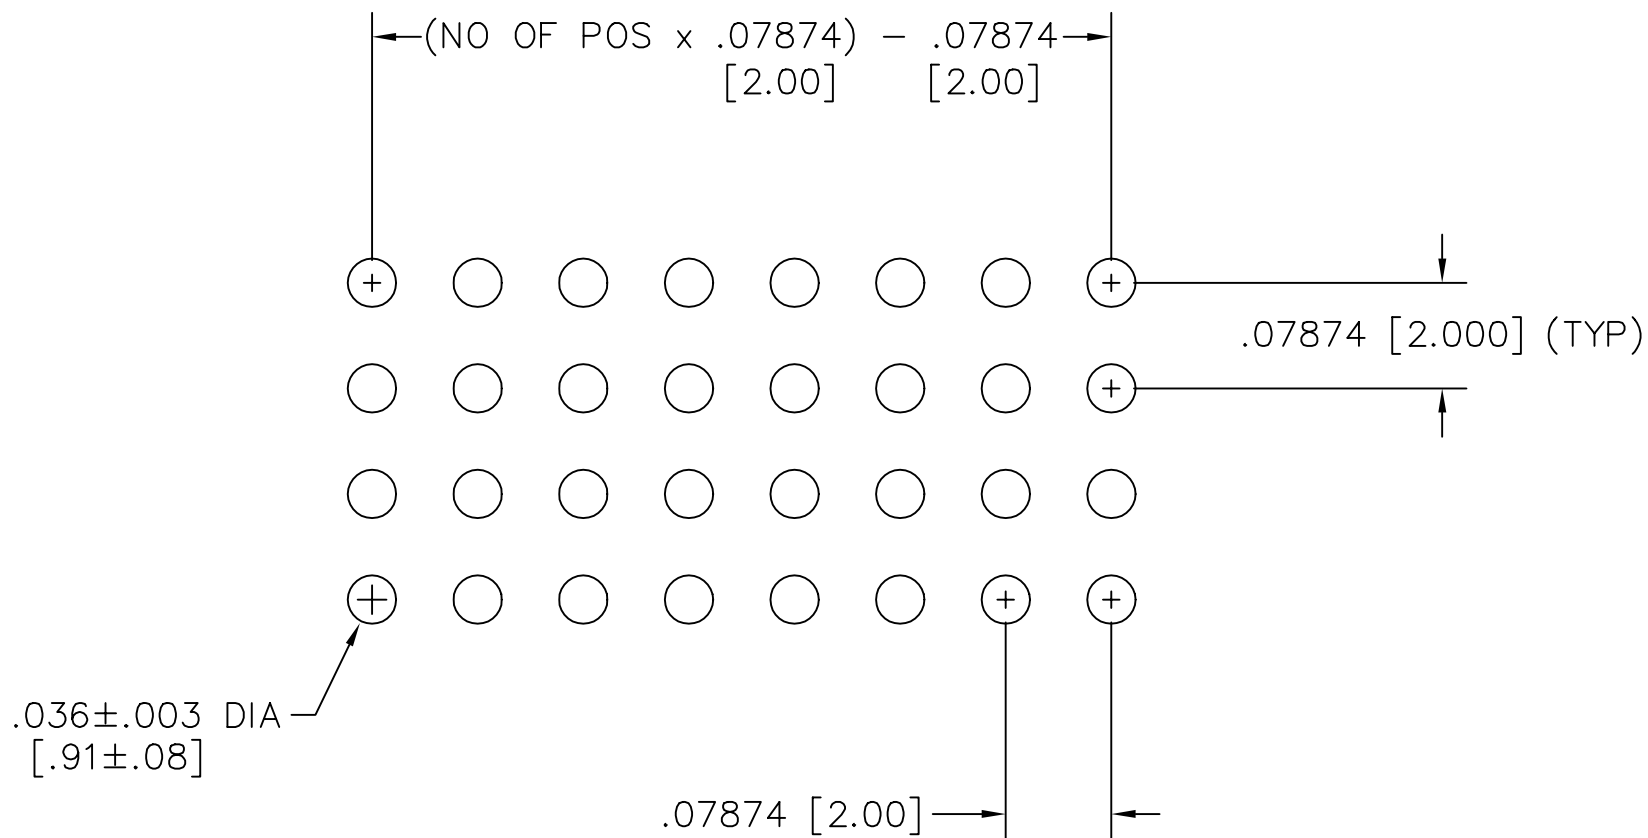 (NO OF POS x .07874) - .07874
[2.00] [2.00]
.07874 [2.000] (TYP)
.036±.003 DIA
[.91±.08]
.07874 [2.00]